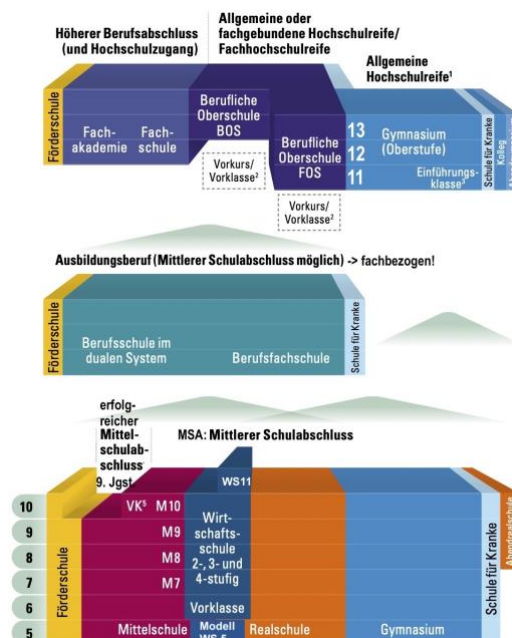 Höherer Berufsabschluss
(und Hochschulzugang)
Allgemeine oder
fachgebundene Hochschulreife/
Fachhochschulreife
Allgemeine
Hochschulreife¹
Förderschule
Fach-
akademie
Fach-
schule
Berufliche
Oberschule
BOS
Vorkurs/
Vorklasse²
Berufliche
Oberschule
FOS
Vorkurs/
Vorklasse²
13
12
11
Gymnasium
(Oberstufe)
Einführungs-
klasse³
Schule für Kranke
Kolleg
Ausbildungsberuf (Mittlerer Schulabschluss möglich) -> fachbezogen!
Förderschule
Berufsschule im
dualen System
Berufsfachschule
Schule für Kranke
erfolg-
reicher
Mittel-
schulab-
schluss
9. Jgst.
MSA: Mittlerer Schulabschluss
10
9
8
7
6
5
Förderschule
VK⁵ M10
M9
M8
M7
Mittelschule
WS11
Wirt-
schafts-
schule
2-, 3- und
4-stufig
Vorklasse
Modell
WS 5
Realschule
Gymnasium
Schule für Kranke
Abendrealschule